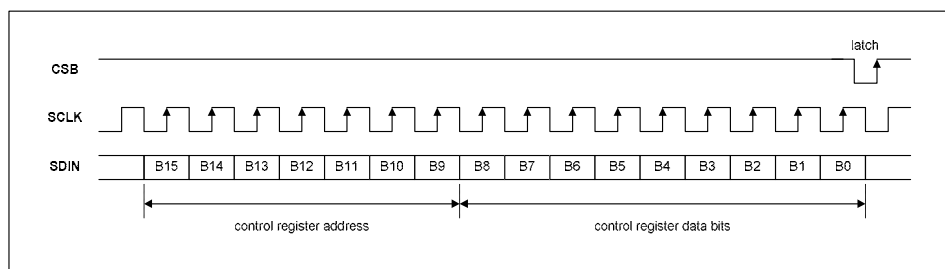 latch
CSB
SCLK
SDIN B15 B14 B13 B12 B11 B10 B9 B8 B7 B6 B5 B4 B3 B2 B1 B0
control register address control register data bits